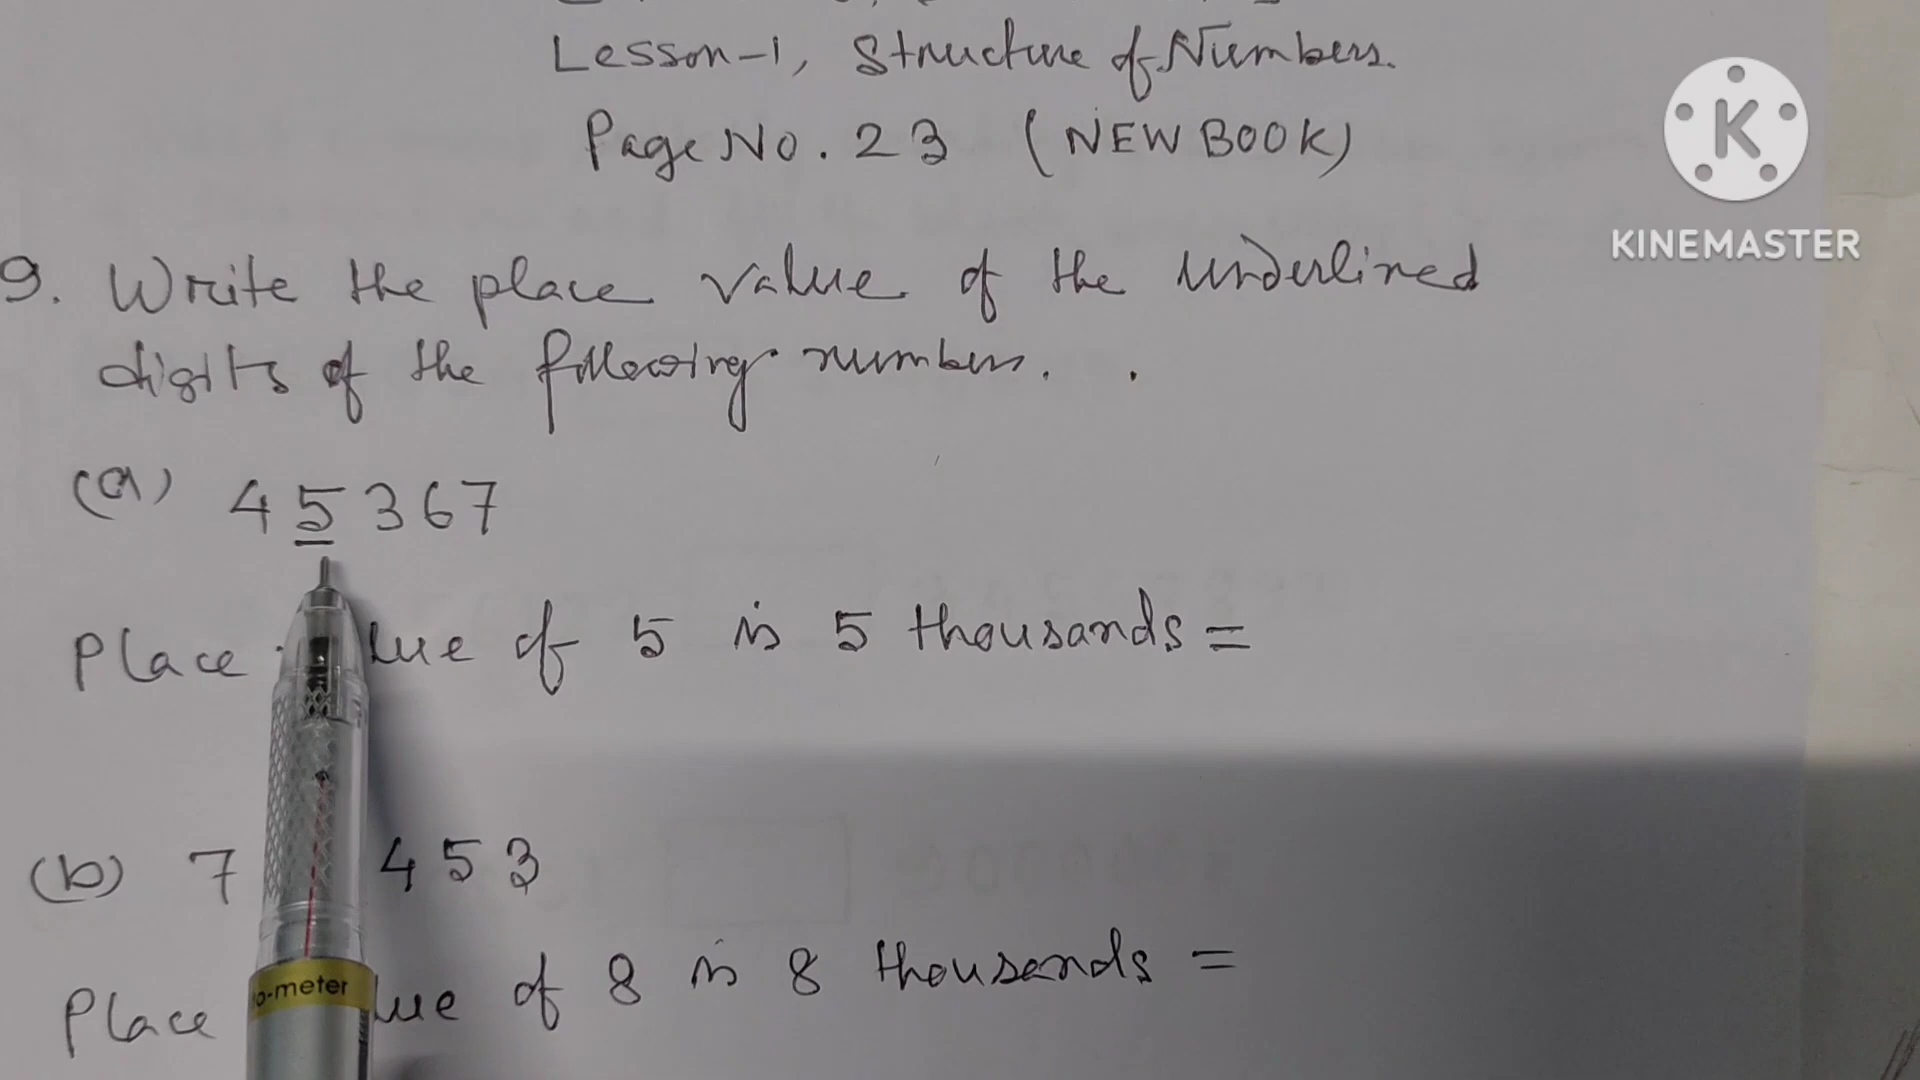 Lesson-1, Structure of Numbers.
Page No. 23 (NEW BOOK)
KINEMASTER
9. Write the place value of the underlined
digits of the following numbers.
(a) 45367
Place lue of 5 is 5 thousands =
(b) 7 453
o-meter
Place lue of 8 is 8 thousands =